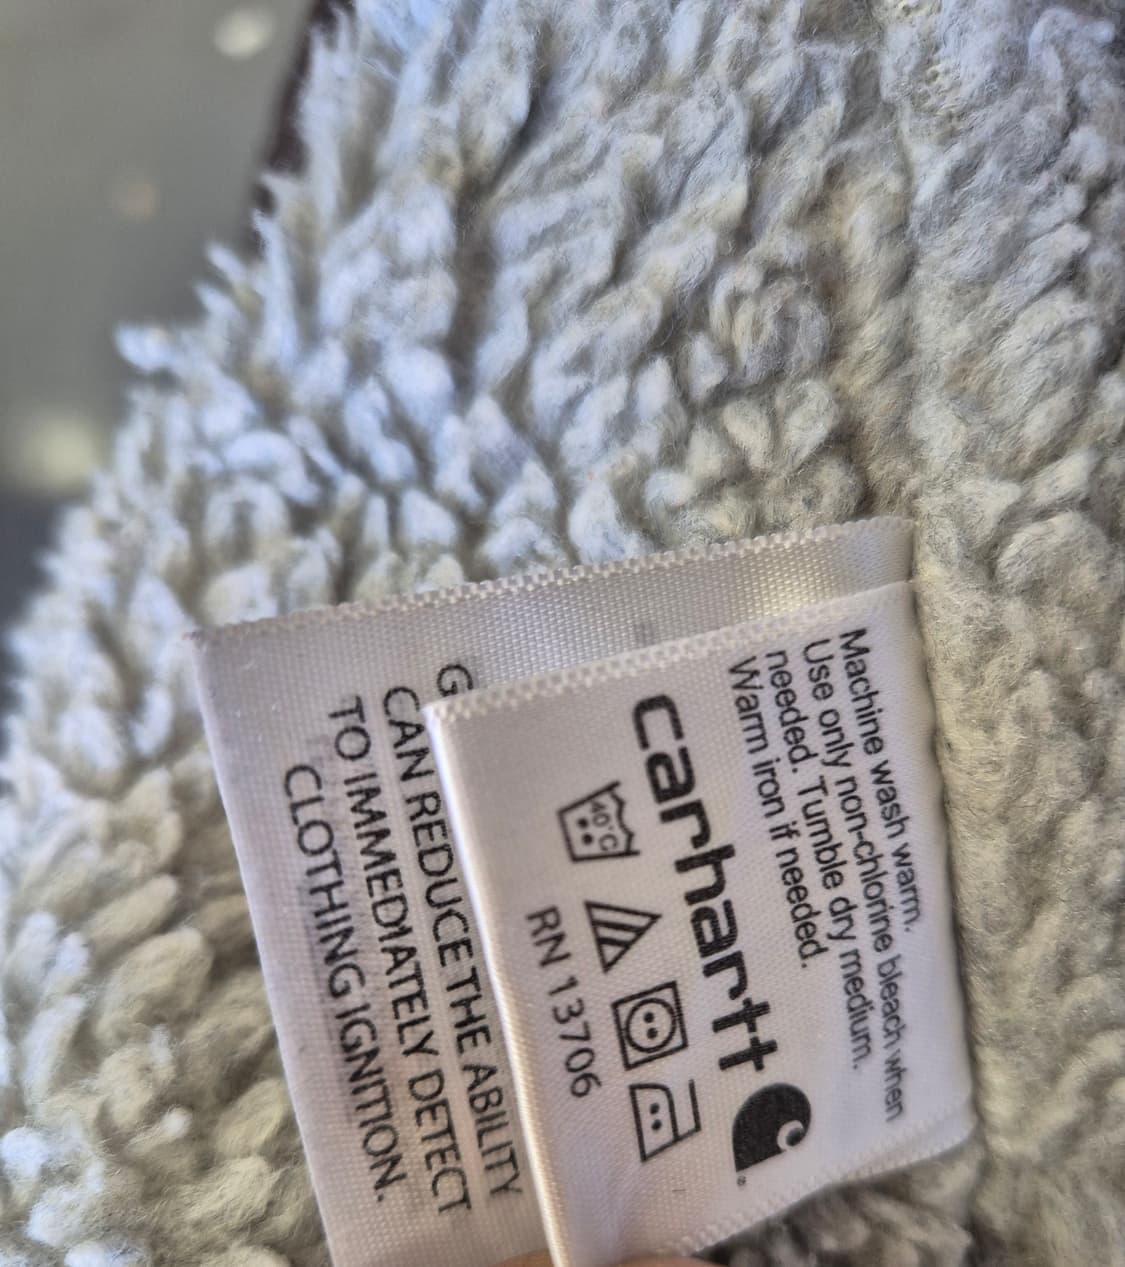 Machine wash warm.
Use only non-chlorine bleach when
needed. Tumble dry medium.
Warm iron if needed.
carhartt
40°C
RN 13706
CAN REDUCE THE ABILITY
TO IMMEDIATELY DETECT
CLOTHING IGNITION.